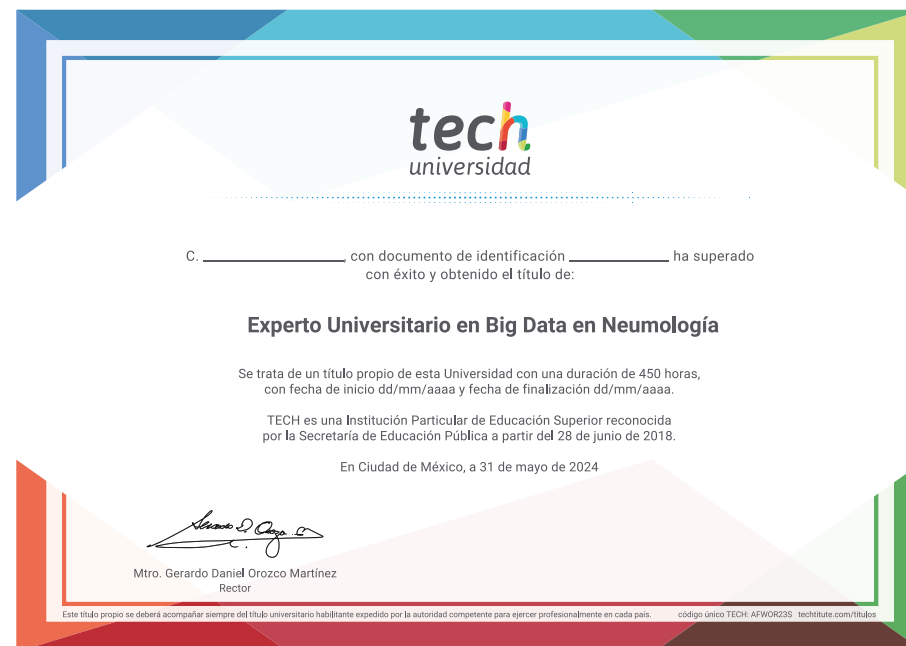 tech
universidad
C. ____________, con documento de identificación ____________ ha superado
con éxito y obtenido el título de:
Experto Universitario en Big Data en Neumología
Se trata de un título propio de esta Universidad con una duración de 450 horas,
con fecha de inicio dd/mm/aaaa y fecha de finalización dd/mm/aaaa.
TECH es una Institución Particular de Educación Superior reconocida
por la Secretaría de Educación Pública a partir del 28 de junio de 2018.
En Ciudad de México, a 31 de mayo de 2024
Mtro. Gerardo Daniel Orozco Martínez
Rector
Este título propio se deberá acompañar siempre del título universitario habilitante expedido por la autoridad competente para ejercer profesionalmente en cada país. código único TECH: AFWOR23S techtitute.com/titulos